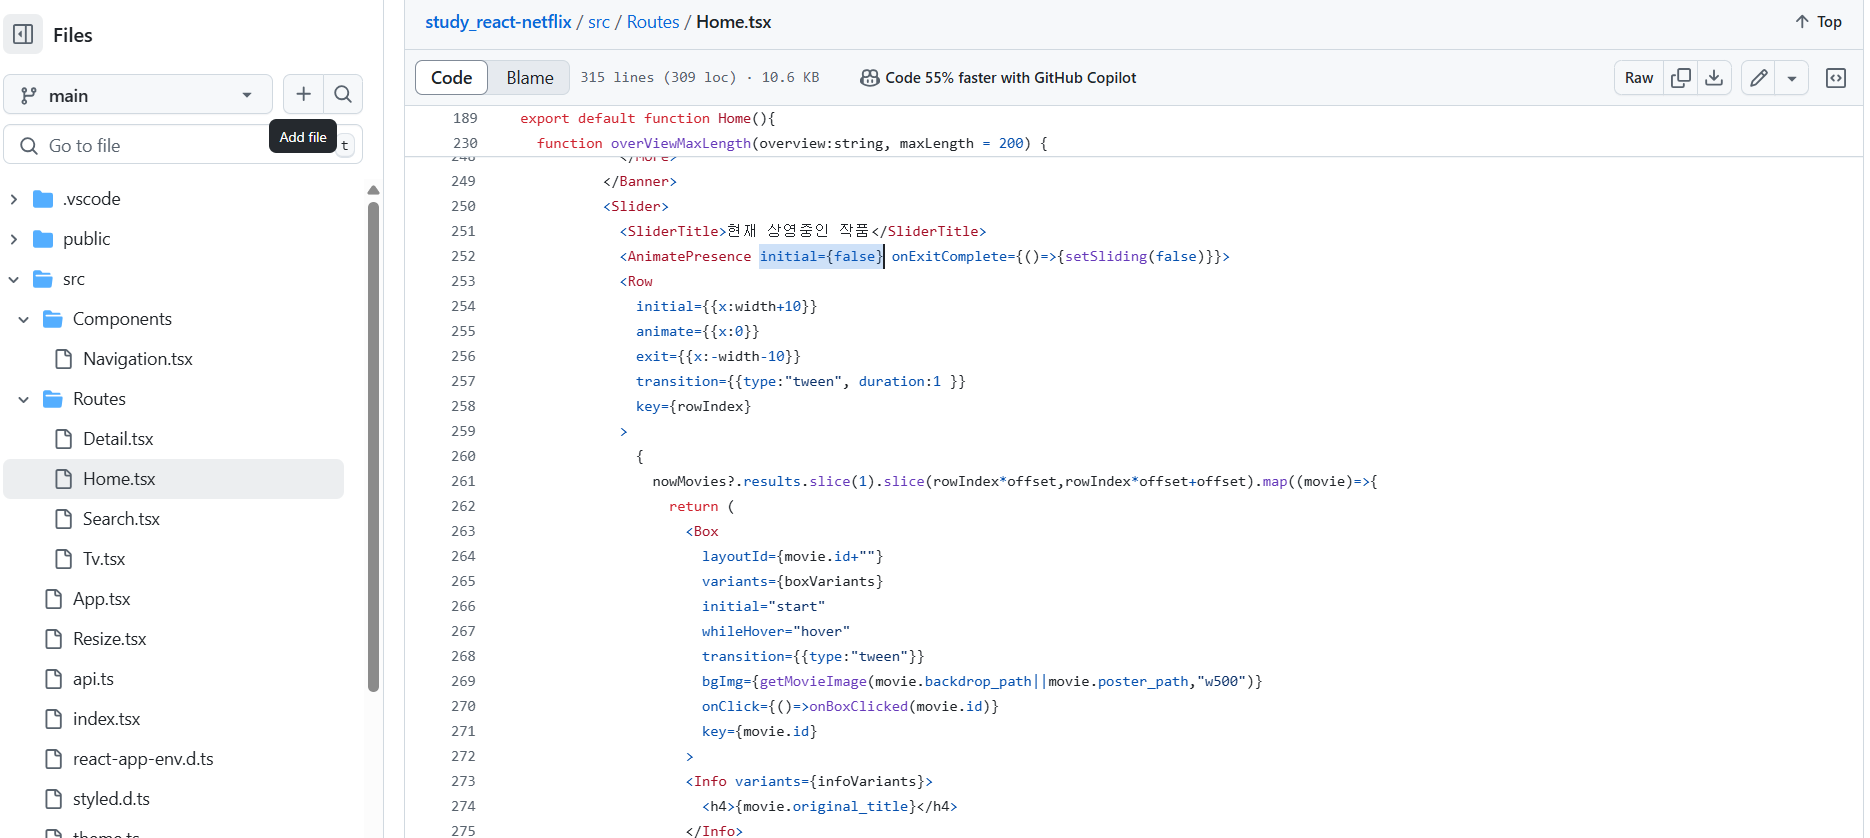 Files
main
Add file
Go to file
t
.vscode
public
src
Components
Navigation.tsx
Routes
Detail.tsx
Home.tsx
Search.tsx
Tv.tsx
App.tsx
Resize.tsx
api.ts
index.tsx
react-app-env.d.ts
styled.d.ts
theme.ts
study_react-netflix / src / Routes / Home.tsx
Top
Code Blame 315 lines (309 loc) · 10.6 KB Code 55% faster with GitHub Copilot
Raw
189 export default function Home(){
230 function overViewMaxLength(overview:string, maxLength = 200) {
248 </More>
249 </Banner>
250 <Slider>
251 <SliderTitle>현재 상영중인 작품</SliderTitle>
252 <AnimatePresence initial={false} onExitComplete={()=>{setSliding(false)}}>
253 <Row
254 initial={{x:width+10}}
255 animate={{x:0}}
256 exit={{x:-width-10}}
257 transition={{type:"tween", duration:1 }}
258 key={rowIndex}
259 >
260 {
261 nowMovies?.results.slice(1).slice(rowIndex*offset,rowIndex*offset+offset).map((movie)=>{
262 return (
263 <Box
264 layoutId={movie.id+""}
265 variants={boxVariants}
266 initial="start"
267 whileHover="hover"
268 transition={{type:"tween"}}
269 bgImg={getMovieImage(movie.backdrop_path||movie.poster_path,"w500")}
270 onClick={()=>onBoxClicked(movie.id)}
271 key={movie.id}
272 >
273 <Info variants={infoVariants}>
274 <h4>{movie.original_title}</h4>
275 </Info>